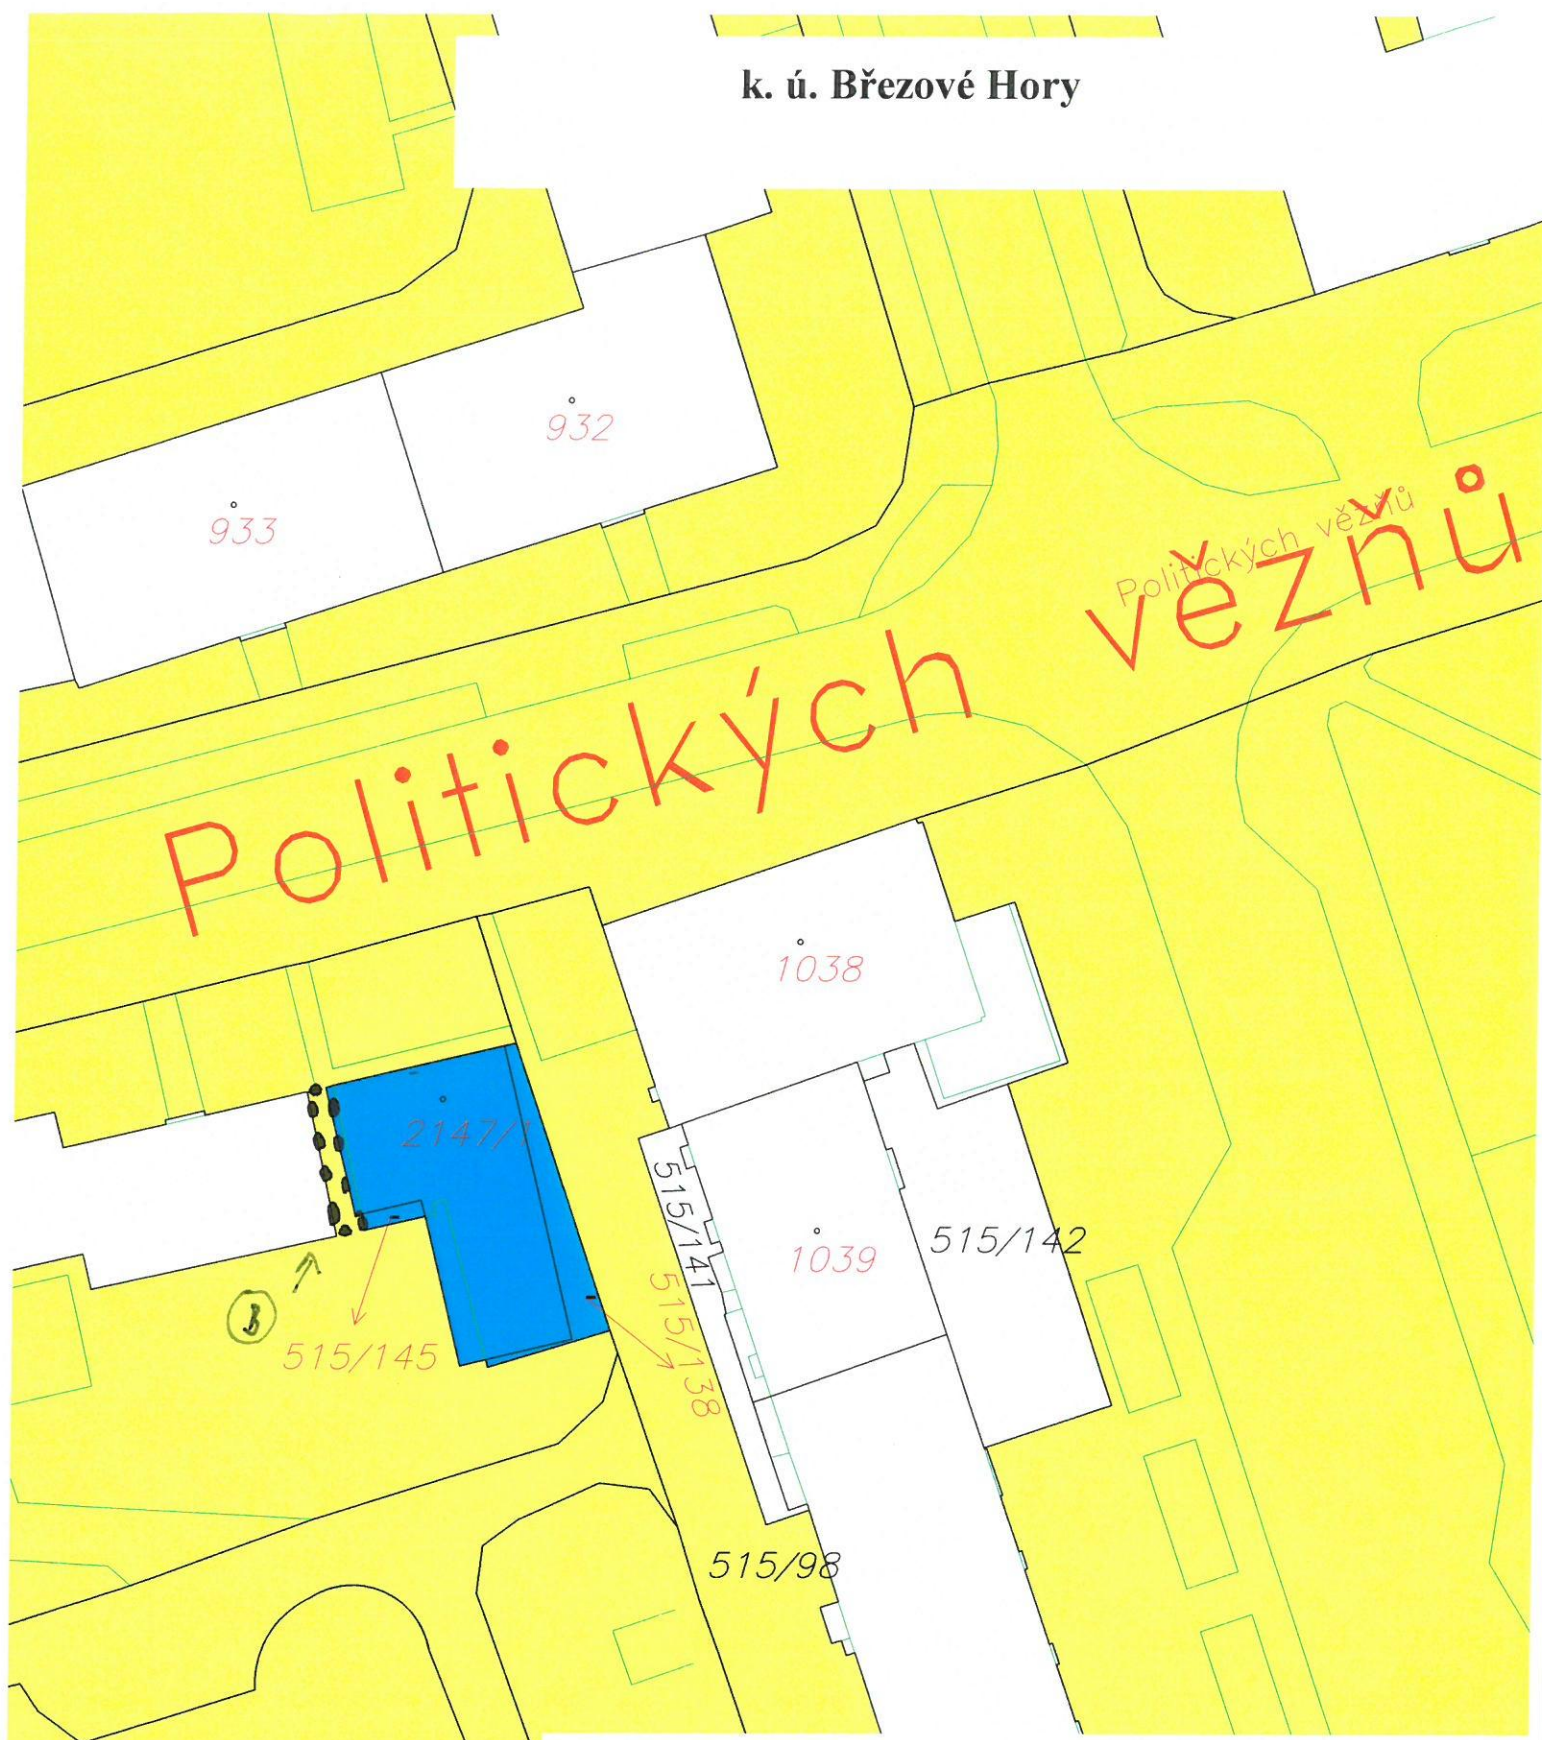 k. ú. Březové Hory
932
933
Politických vězňů
Politických vězňů
1038
2147/1
515/141
1039
515/142
B
515/145
515/138
515/98